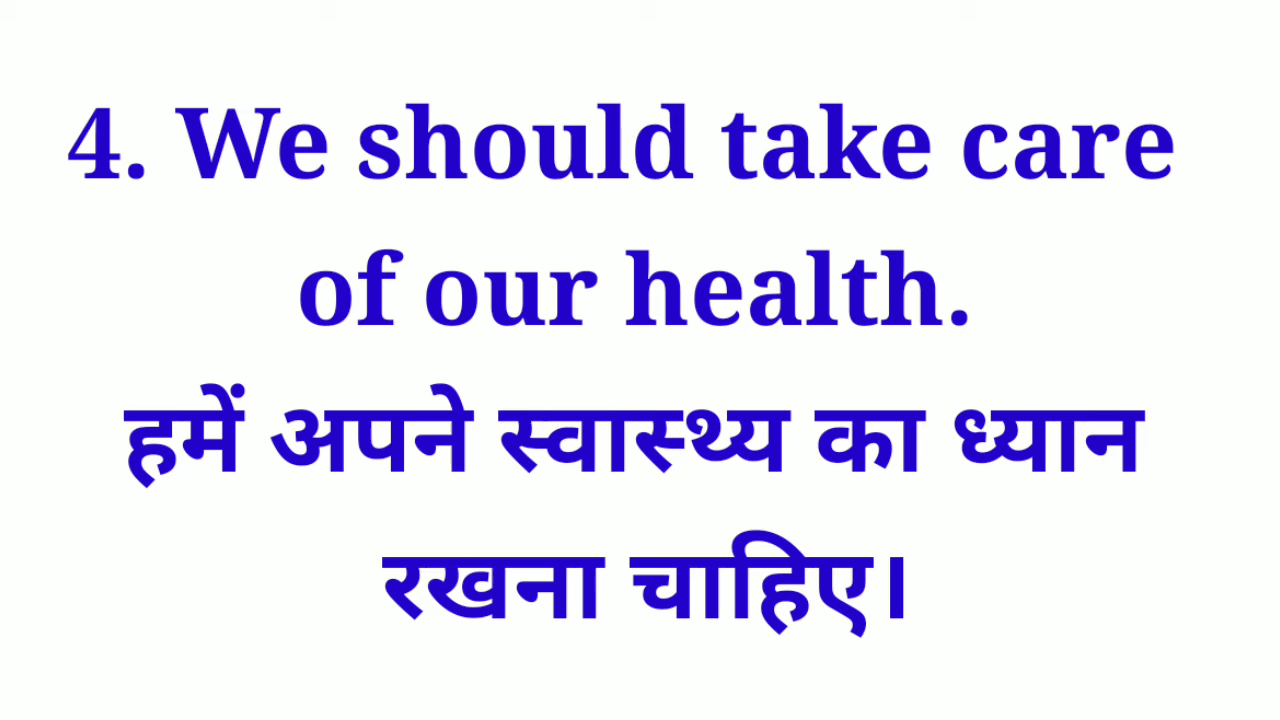 4. We should take care
of our health.
हमें अपने स्वास्थ्य का ध्यान
रखना चाहिए।